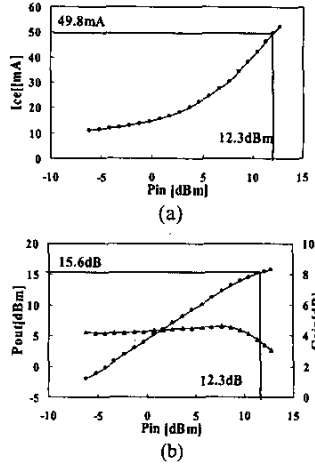 60
49.8mA
50
40
30
20
10
0
Ice[[mA]
12.3dBm
-10 -5 0 5 10 15
Pin [dBm]
(a)
20 10
15.6dB
15 8
10 6
5 4
0 2
-5 0
Pout[dBm]
12.3dB
-10 -5 0 5 10 15
Pin [dBm]
(b)